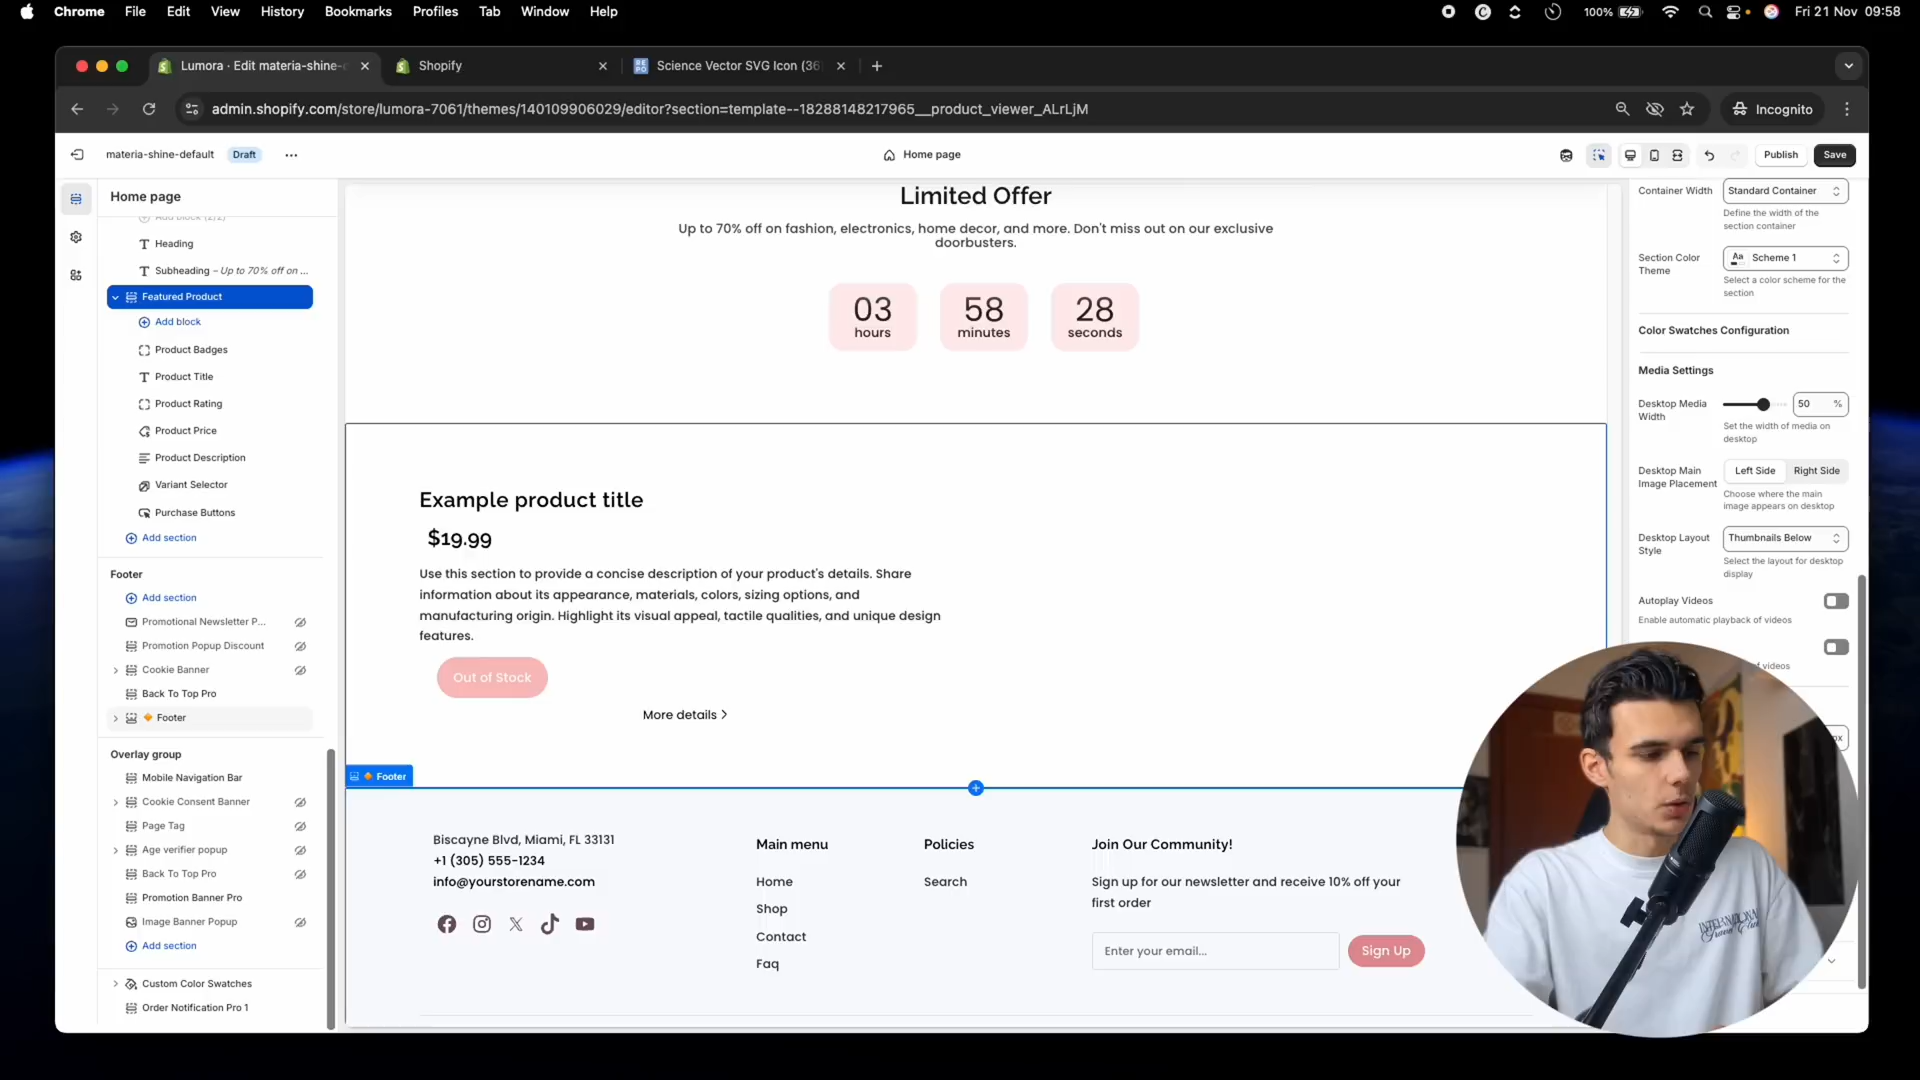 Chrome File Edit View History Bookmarks Profiles Tab Window Help
100% Fri 21 Nov 09:58
Lumora · Edit materia-shine-
Shopify
Science Vector SVG Icon (36
admin.shopify.com/store/lumora-7061/themes/140109906029/editor?section=template--18288148217965__product_viewer_ALrLjM
Incognito
materia-shine-default Draft
Home page
Publish
Save
Home page
Add block (2/2)
Heading
Subheading – Up to 70% off on ...
Featured Product
Add block
Product Badges
Product Title
Product Rating
Product Price
Product Description
Variant Selector
Purchase Buttons
Add section
Footer
Add section
Promotional Newsletter P...
Promotion Popup Discount
Cookie Banner
Back To Top Pro
Footer
Overlay group
Mobile Navigation Bar
Cookie Consent Banner
Page Tag
Age verifier popup
Back To Top Pro
Promotion Banner Pro
Image Banner Popup
Add section
Custom Color Swatches
Order Notification Pro 1
Limited Offer
Up to 70% off on fashion, electronics, home decor, and more. Don't miss out on our exclusive
doorbusters.
03 58 28
hours minutes seconds
Example product title
$19.99
Use this section to provide a concise description of your product's details. Share
information about its appearance, materials, colors, sizing options, and
manufacturing origin. Highlight its visual appeal, tactile qualities, and unique design
features.
Out of Stock
More details
Footer
Biscayne Blvd, Miami, FL 33131
+1 (305) 555-1234
info@yourstorename.com
Main menu
Home
Shop
Contact
Faq
Policies
Search
Join Our Community!
Sign up for our newsletter and receive 10% off your
first order
Enter your email...
Sign Up
Container Width
Standard Container
Define the width of the
section container
Section Color
Theme
Aa Scheme 1
Select a color scheme for the
section
Color Swatches Configuration
Media Settings
Desktop Media
Width
50 %
Set the width of media on
desktop
Desktop Main
Image Placement
Left Side Right Side
Choose where the main
image appears on desktop
Desktop Layout
Style
Thumbnails Below
Select the layout for desktop
display
Autoplay Videos
Enable automatic playback of videos
videos
px
INTERNATIONAL